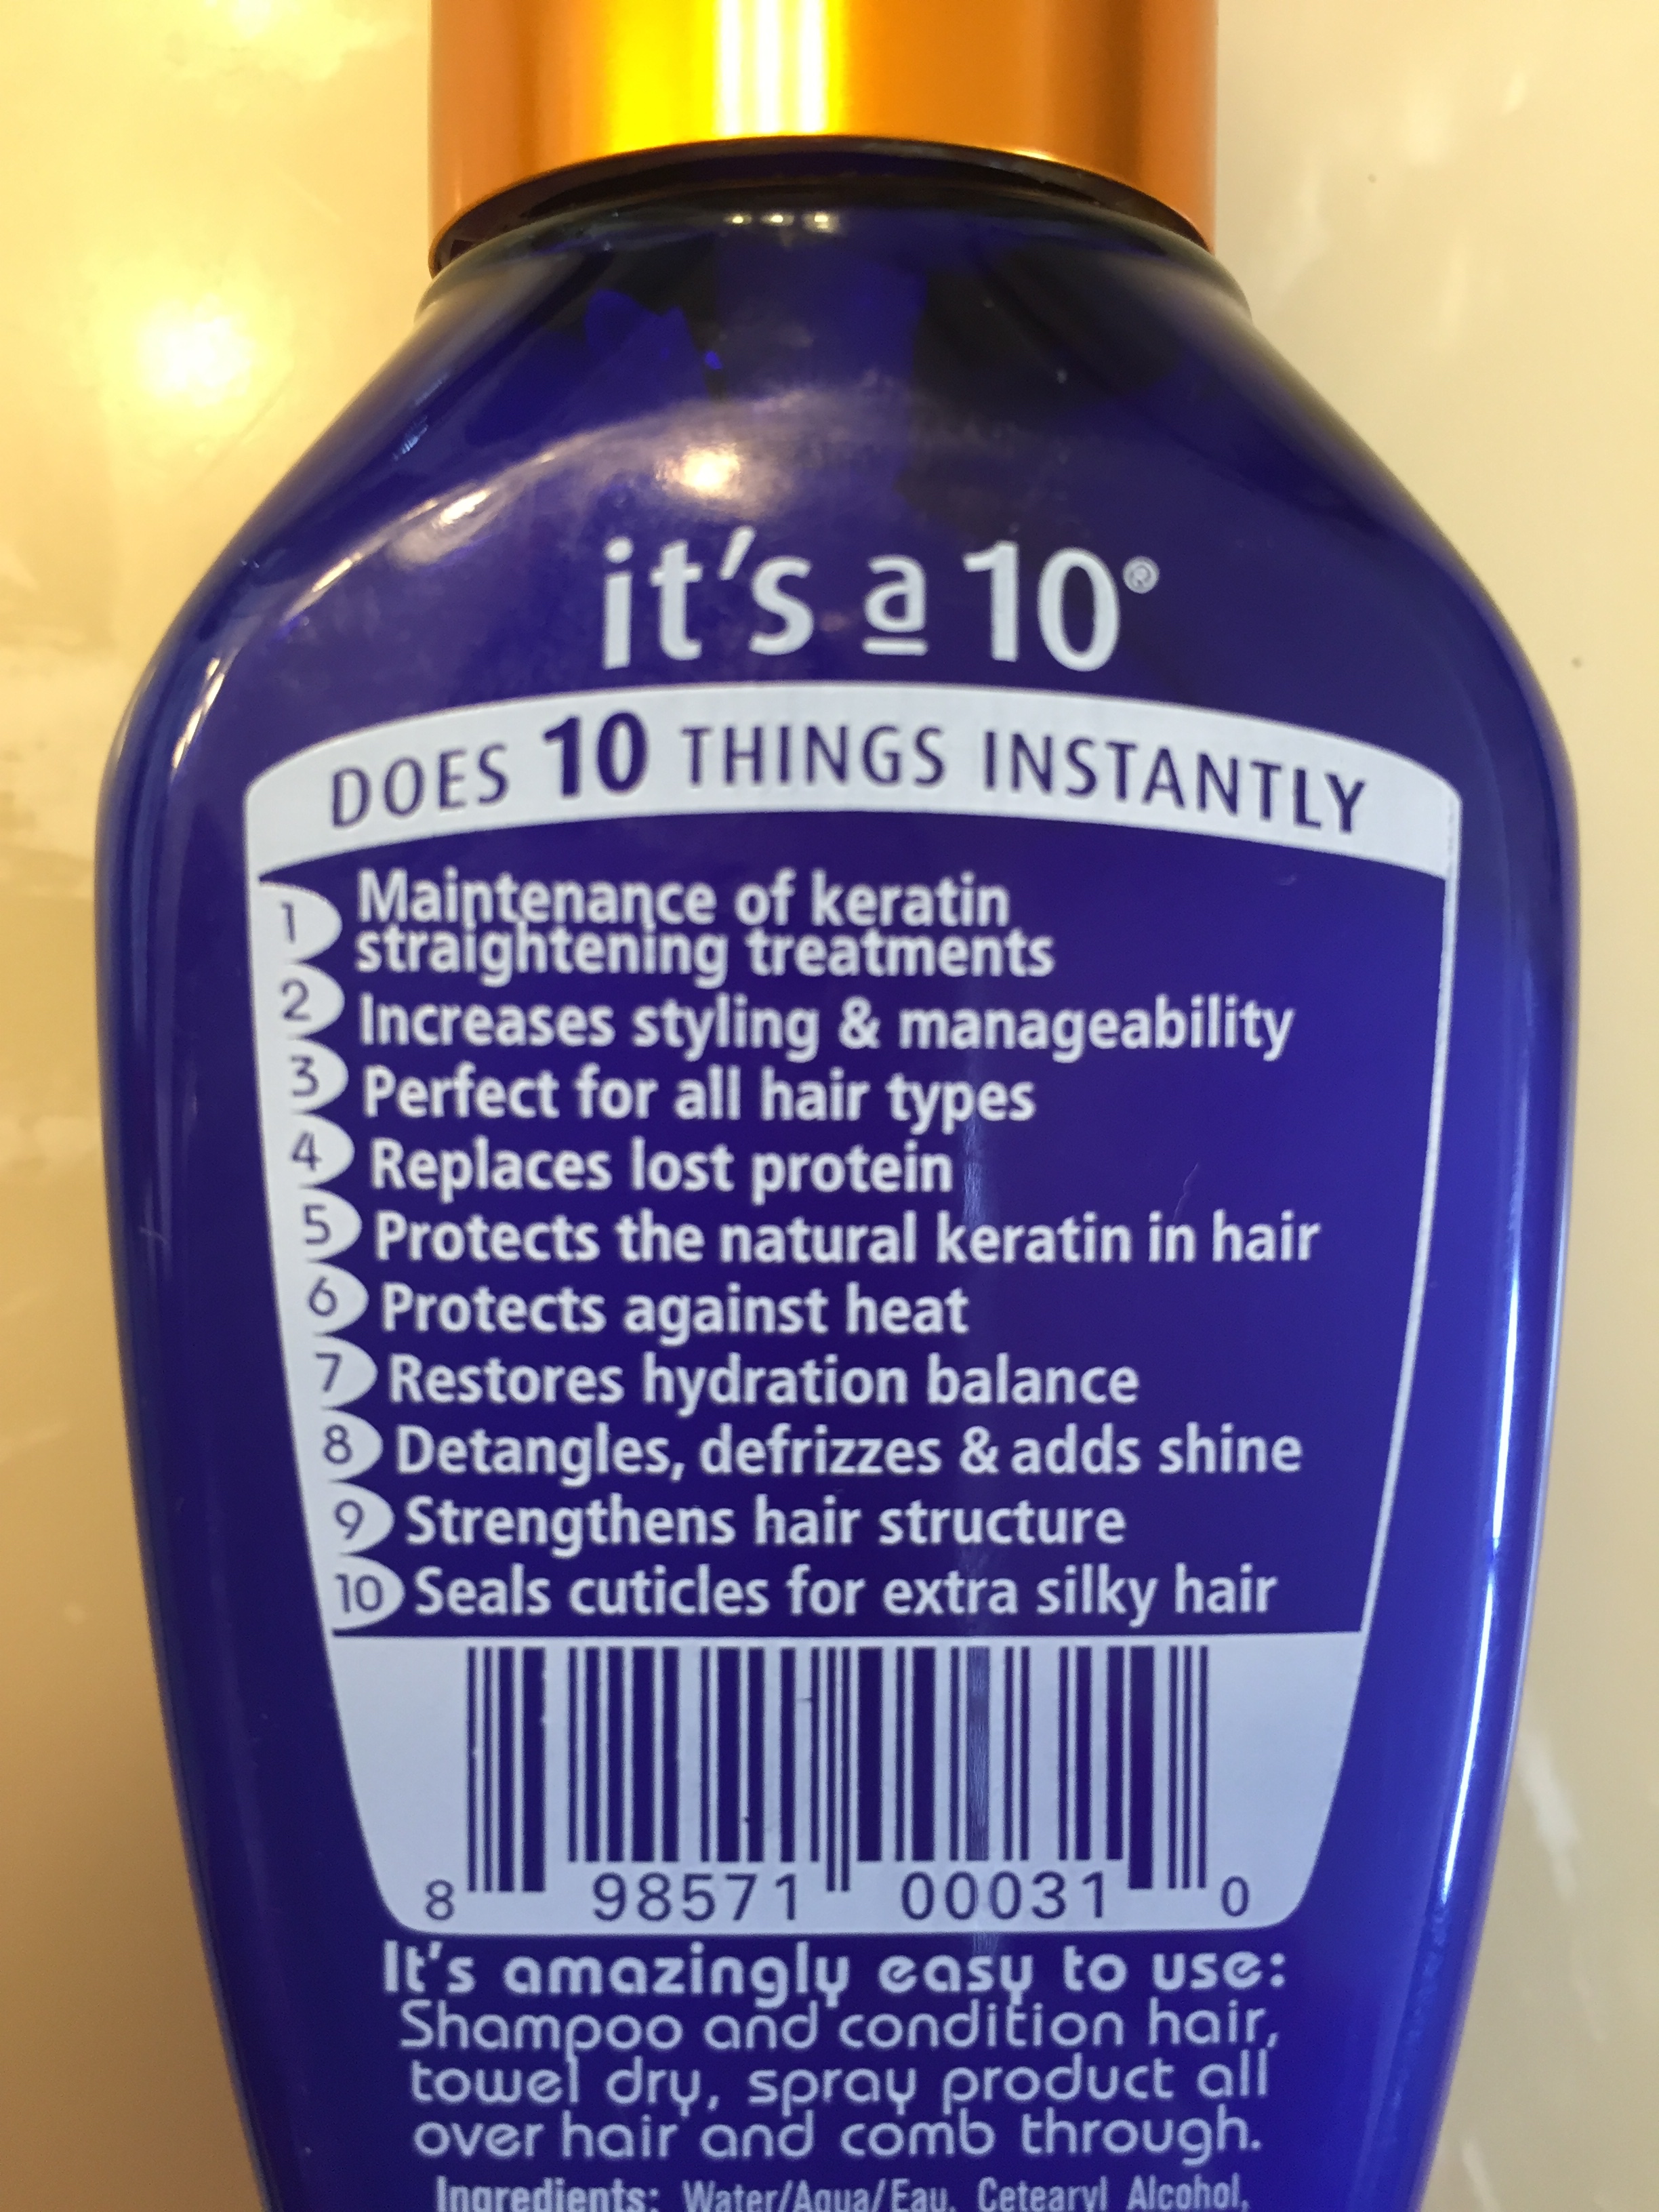 it's a 10®
DOES 10 THINGS INSTANTLY
1 Maintenance of keratin
straightening treatments
2 Increases styling & manageability
3 Perfect for all hair types
4 Replaces lost protein
5 Protects the natural keratin in hair
6 Protects against heat
7 Restores hydration balance
8 Detangles, defrizzes & adds shine
9 Strengthens hair structure
10 Seals cuticles for extra silky hair
8 98571 00031 0
It's amazingly easy to use:
Shampoo and condition hair,
towel dry, spray product all
over hair and comb through.
Ingredients: Water/Aqua/Eau, Cetearyl Alcohol,